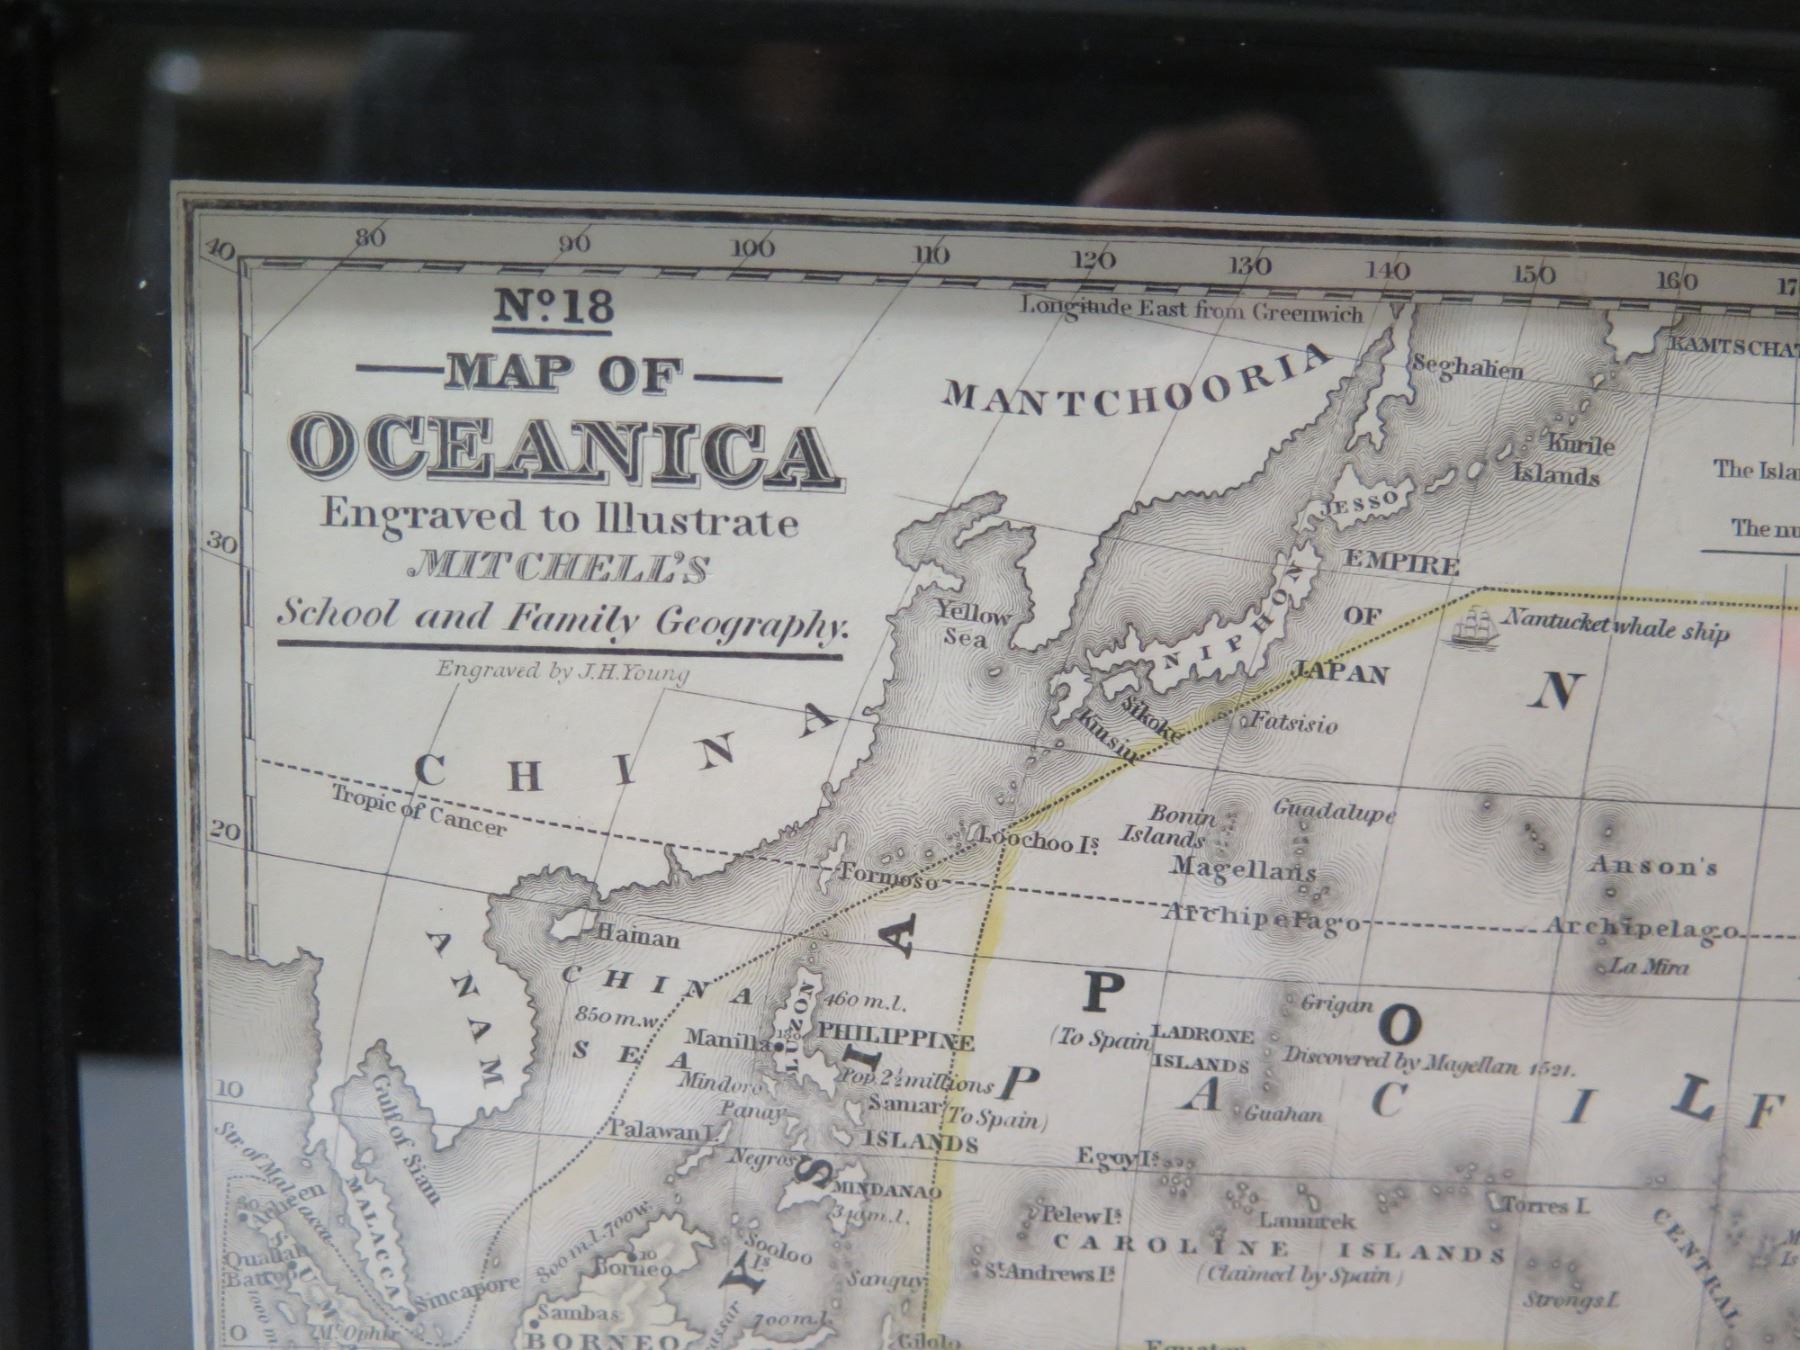 80 90 100 110 120 130 140 150 160
40
Longitude East from Greenwich
Nº 18
MAP OF
OCEANICA
Engraved to Illustrate
MITCHELL'S
School and Family Geography.
Engraved by J.H. Young
MANTCHOORIA
Seghalien
Kurile
Islands
JESSO
30
EMPIRE
OF
JAPAN
NIPHON
Yellow
Sea
Sikoke
Kiusiu
Fatsisio
Nantucket whale ship
N
The
The
CHINA
Tropic of Cancer
20
Loochoo Is.
Bonin
Islands
Guadalupe
Magellans
Archipelago
Anson's
Archipelago
La Mira
Formoso
Hainan
ANAM
CHINA
850 m.w.
SEA
LUZON
460 m.l.
Manilla
PHILIPPINE
Pop. 2½ millions
Mindoro
Panay
Samar
(To Spain)
ISLANDS
Palawan I.
Negros
MINDANAO
(To Spain)
LADRONE
ISLANDS
Grigan
Discovered by Magellan 1521.
Guahan
P O L
PACIF
Egoy Is.
Pelew Is.
Lamurek
Torres I.
CAROLINE ISLANDS
(Claimed by Spain)
St. Andrews Is.
Strongs I.
CENTRAL
10
Gulf of Siam
Str. of Malacca
MALACCA
Acheen
Quallah
Battoo
Mt. Ophir
Sincapore
800 m.l. 700 w.
Borneo
Sambas
BORNEO
Sooloo
Is.
Sanguy
700 m.l.
Gilolo
A I S Y
0